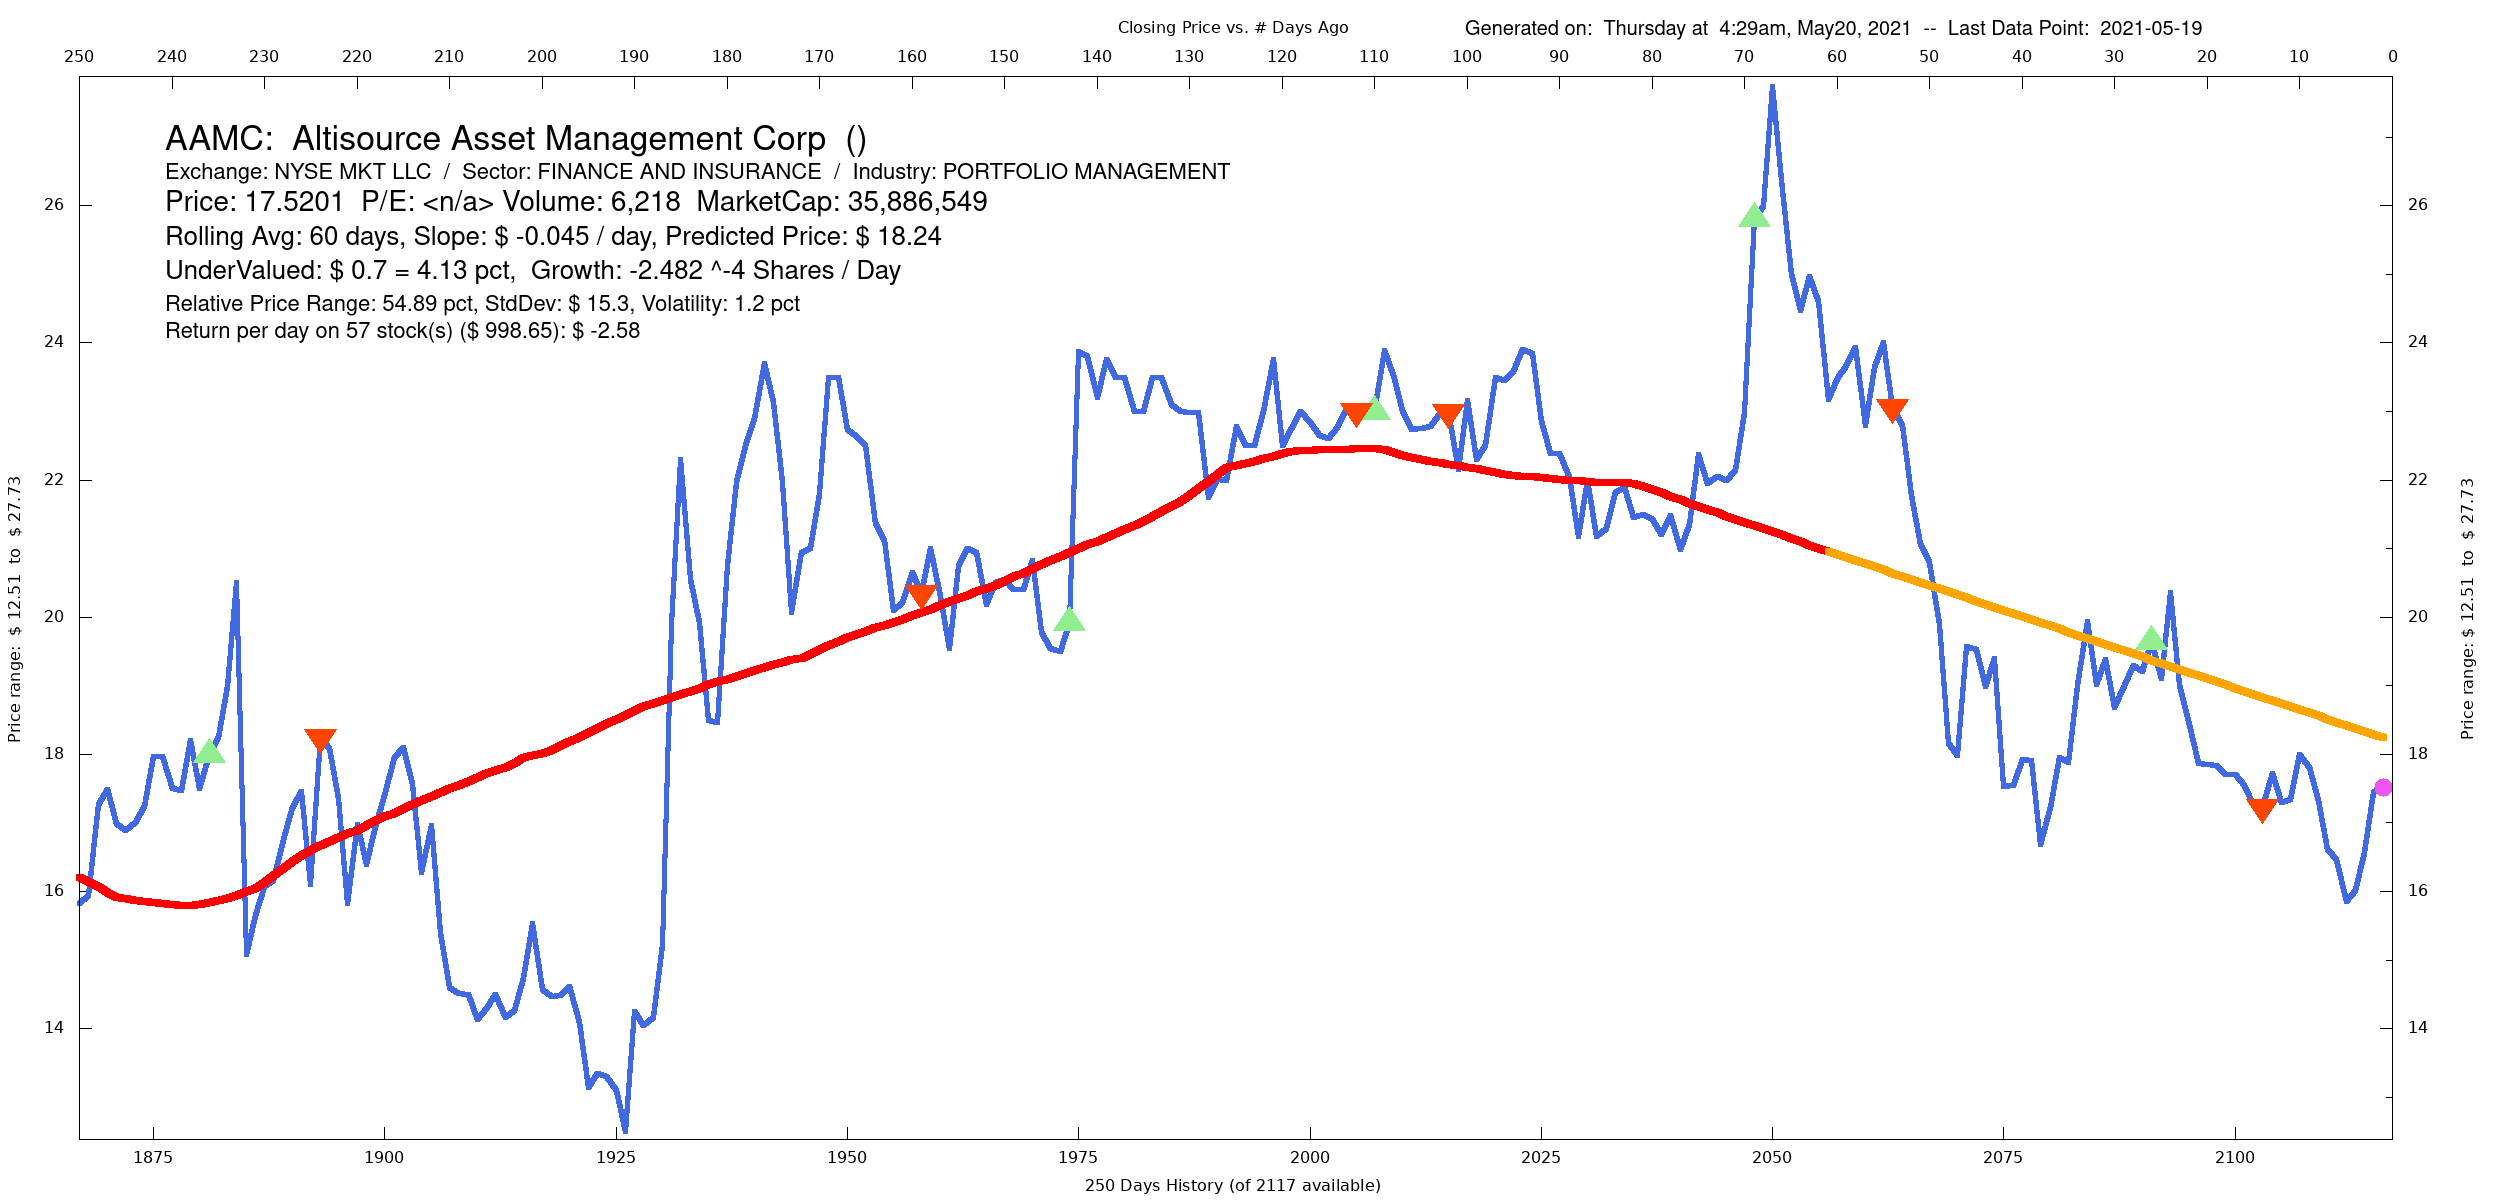 Closing Price vs. # Days Ago
Generated on:  Thursday at  4:29am, May20, 2021  --  Last Data Point:  2021-05-19
250 240 230 220 210 200 190 180 170 160 150 140 130 120 110 100 90 80 70 60 50 40 30 20 10 0
AAMC:  Altisource Asset Management Corp  ()
Exchange: NYSE MKT LLC  /  Sector: FINANCE AND INSURANCE  /  Industry: PORTFOLIO MANAGEMENT
Price: 17.5201  P/E: <n/a> Volume: 6,218  MarketCap: 35,886,549
Rolling Avg: 60 days, Slope: $ -0.045 / day, Predicted Price: $ 18.24
UnderValued: $ 0.7 = 4.13 pct,  Growth: -2.482 ^-4 Shares / Day
Relative Price Range: 54.89 pct, StdDev: $ 15.3, Volatility: 1.2 pct
Return per day on 57 stock(s) ($ 998.65): $ -2.58
26 26
24 24
22 22
20 20
18 18
16 16
14 14
Price range: $ 12.51  to  $ 27.73
Price range: $ 12.51  to  $ 27.73
1875 1900 1925 1950 1975 2000 2025 2050 2075 2100
250 Days History (of 2117 available)